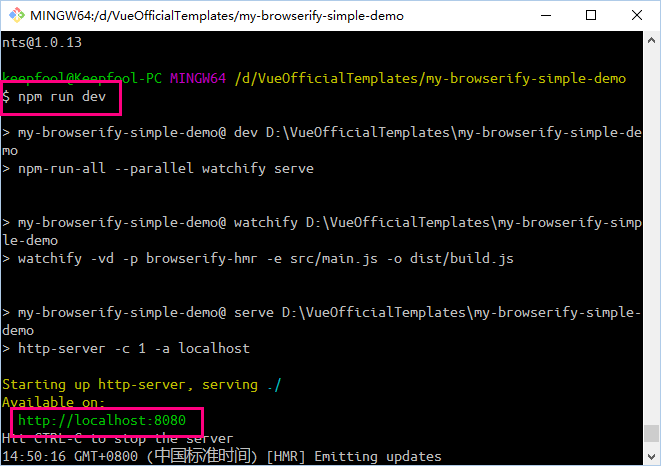 MINGW64:/d/VueOfficialTemplates/my-browserify-simple-demo
nts@1.0.13
keepfool@Keepfool-PC MINGW64 /d/VueOfficialTemplates/my-browserify-simple-demo
$ npm run dev
> my-browserify-simple-demo@ dev D:\VueOfficialTemplates\my-browserify-simple-de
mo
> npm-run-all --parallel watchify serve
> my-browserify-simple-demo@ watchify D:\VueOfficialTemplates\my-browserify-simp
le-demo
> watchify -vd -p browserify-hmr -e src/main.js -o dist/build.js
> my-browserify-simple-demo@ serve D:\VueOfficialTemplates\my-browserify-simple-
demo
> http-server -c 1 -a localhost
Starting up http-server, serving ./
Available on:
http://localhost:8080
Hit CTRL-C to stop the server
14:50:16 GMT+0800 (中国标准时间) [HMR] Emitting updates